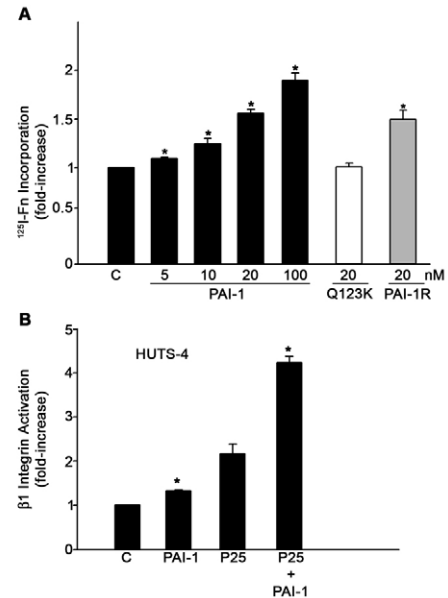 A
¹²⁵I-Fn Incorporation
(fold-increase)
2
1.5
1
0.5
0
*
*
*
*
*
C
5
10
20
100
20
20
nM
PAI-1
Q123K
PAI-1R
B
β1 Integrin Activation
(fold-increase)
5
4
3
2
1
0
HUTS-4
*
*
C
PAI-1
P25
P25
+
PAI-1